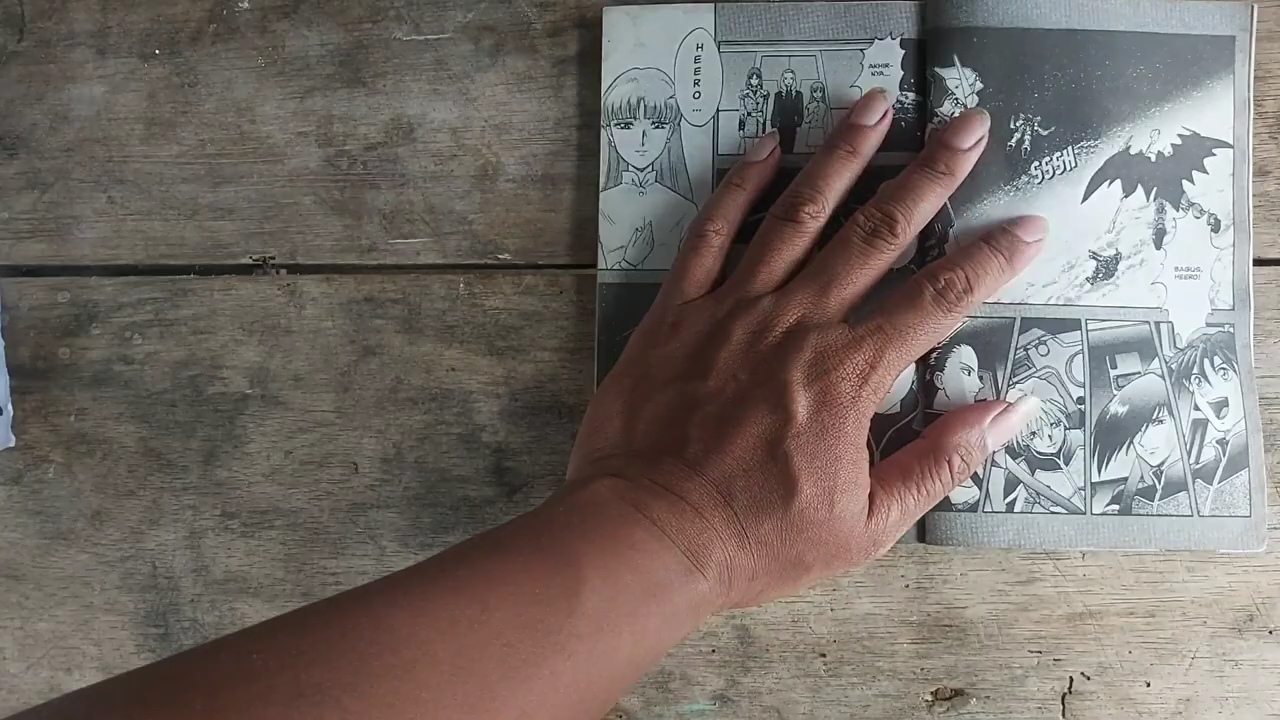 HEERO...
AKHIR-
NYA...
SSSH
BAGUS,
HEERO!